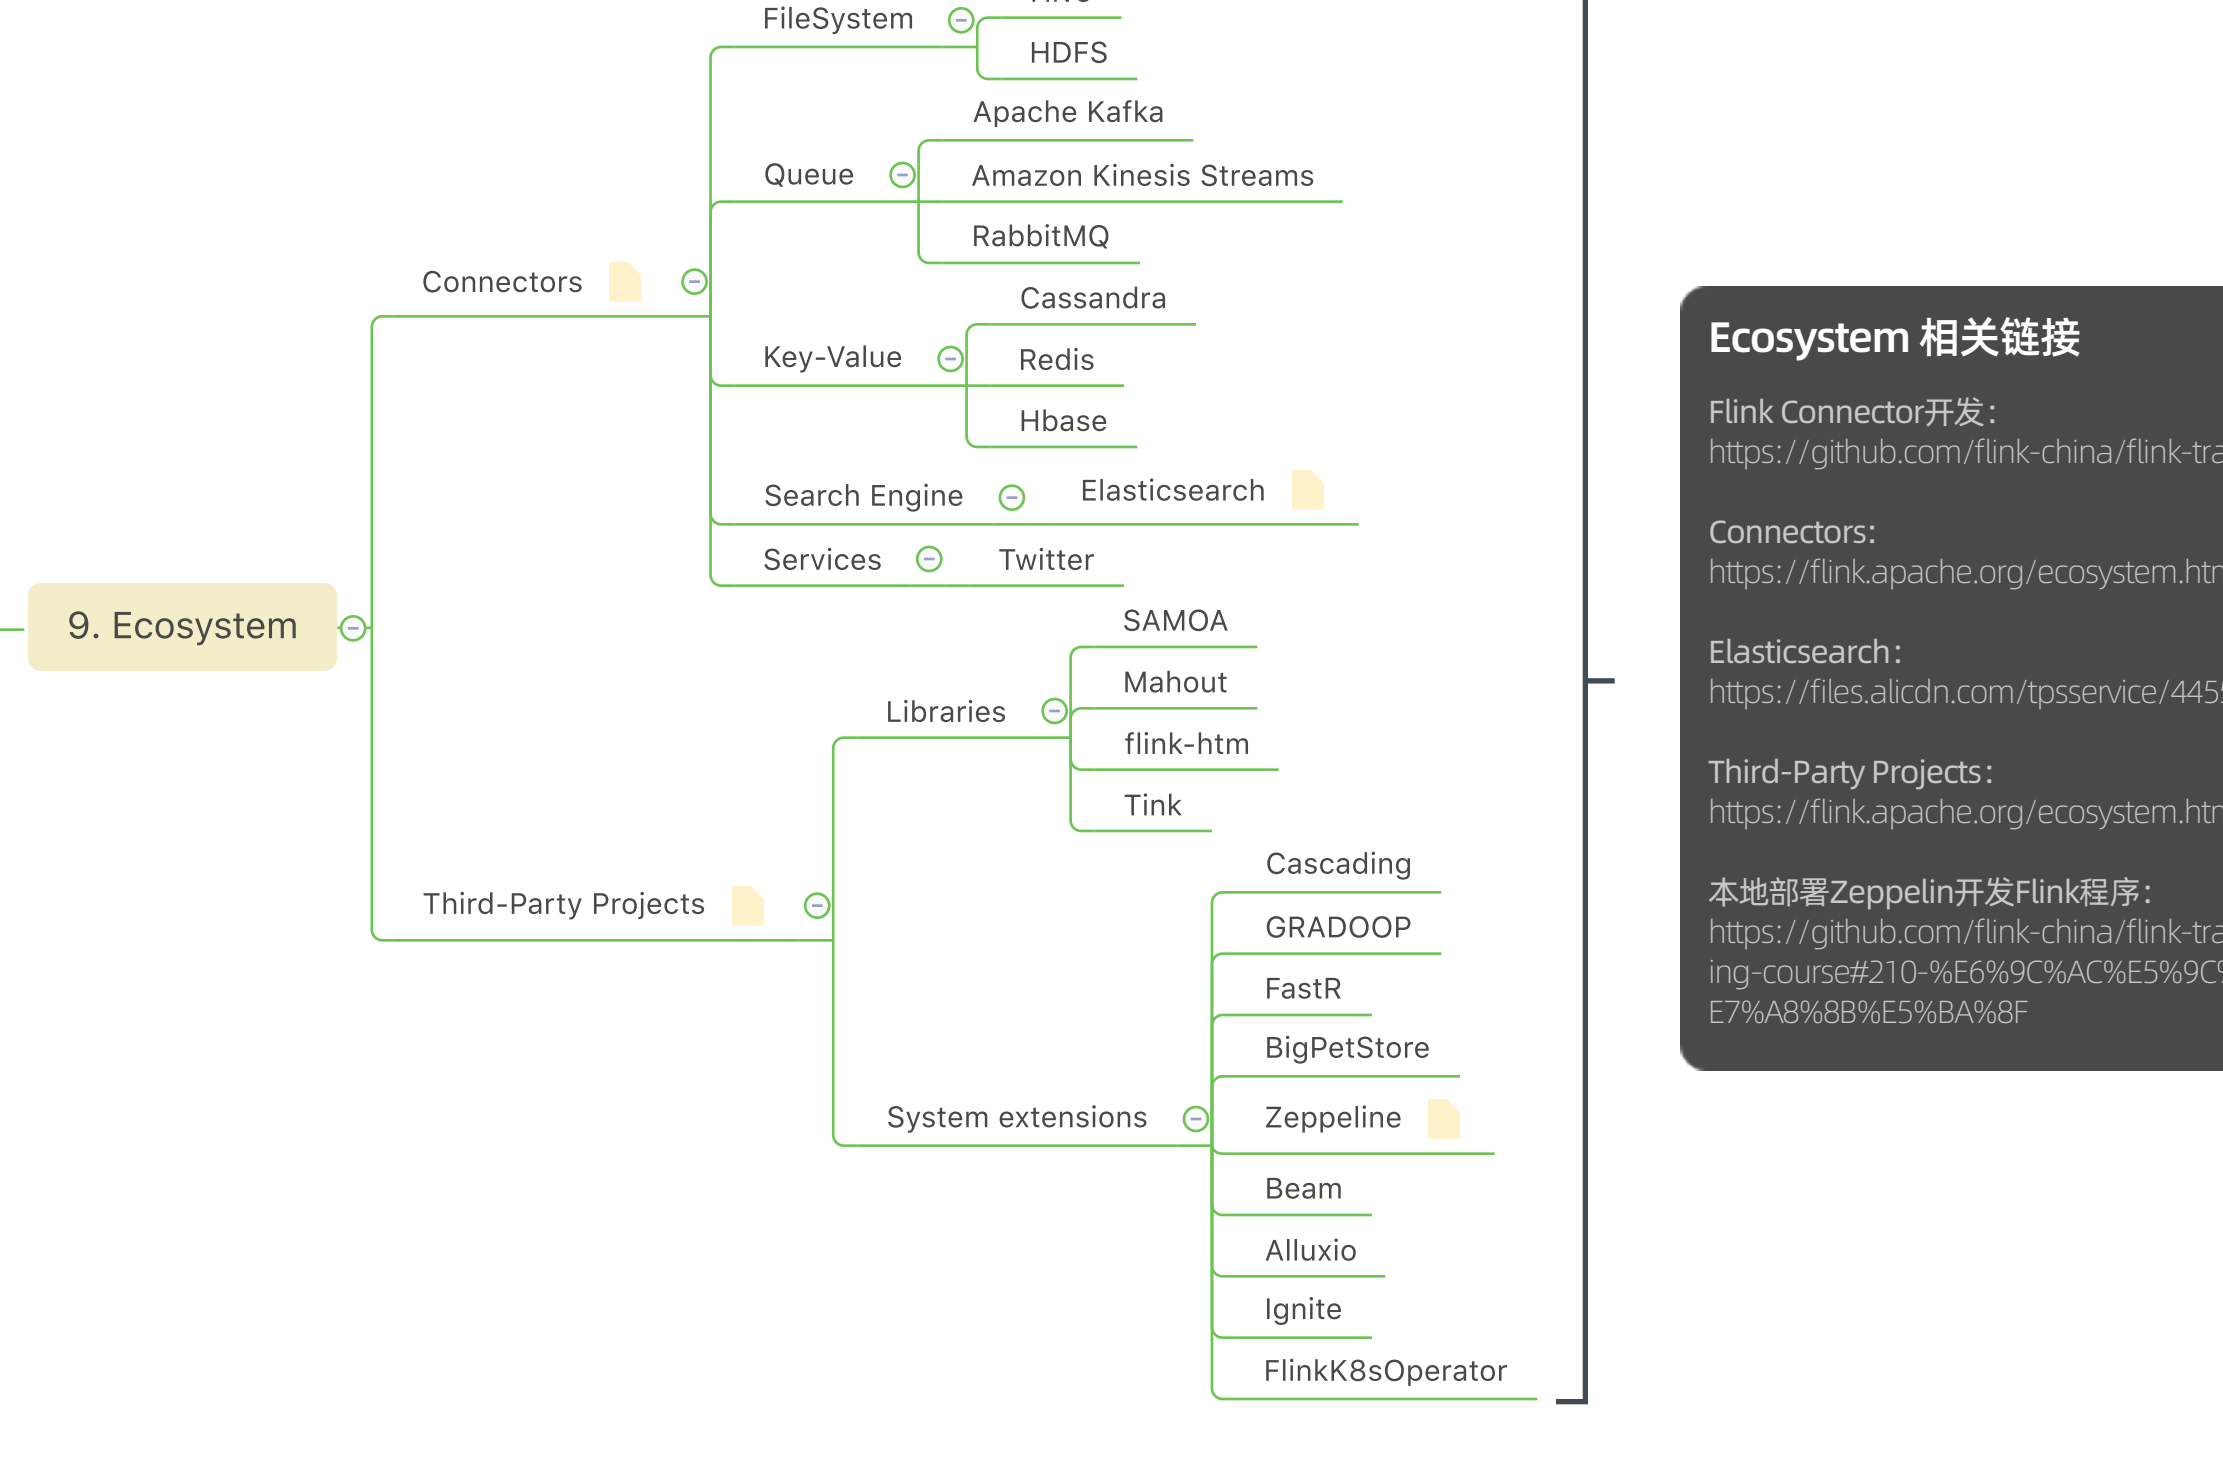 FileSystem
HDFS
Apache Kafka
Queue
Amazon Kinesis Streams
RabbitMQ
Connectors
Cassandra
Key-Value
Redis
Hbase
Search Engine
Elasticsearch
Services
Twitter
9. Ecosystem
SAMOA
Mahout
Libraries
flink-htm
Tink
Third-Party Projects
Cascading
GRADOOP
FastR
BigPetStore
System extensions
Zeppeline
Beam
Alluxio
Ignite
FlinkK8sOperator
Ecosystem 相关链接
Flink Connector开发：
https://github.com/flink-china/flink-tra
Connectors:
https://flink.apache.org/ecosystem.ht
Elasticsearch：
https://files.alicdn.com/tpsservice/445
Third-Party Projects：
https://flink.apache.org/ecosystem.ht
本地部署Zeppelin开发Flink程序：
https://github.com/flink-china/flink-tra
ing-course#210-%E6%9C%AC%E5%9C%
E7%A8%8B%E5%BA%8F